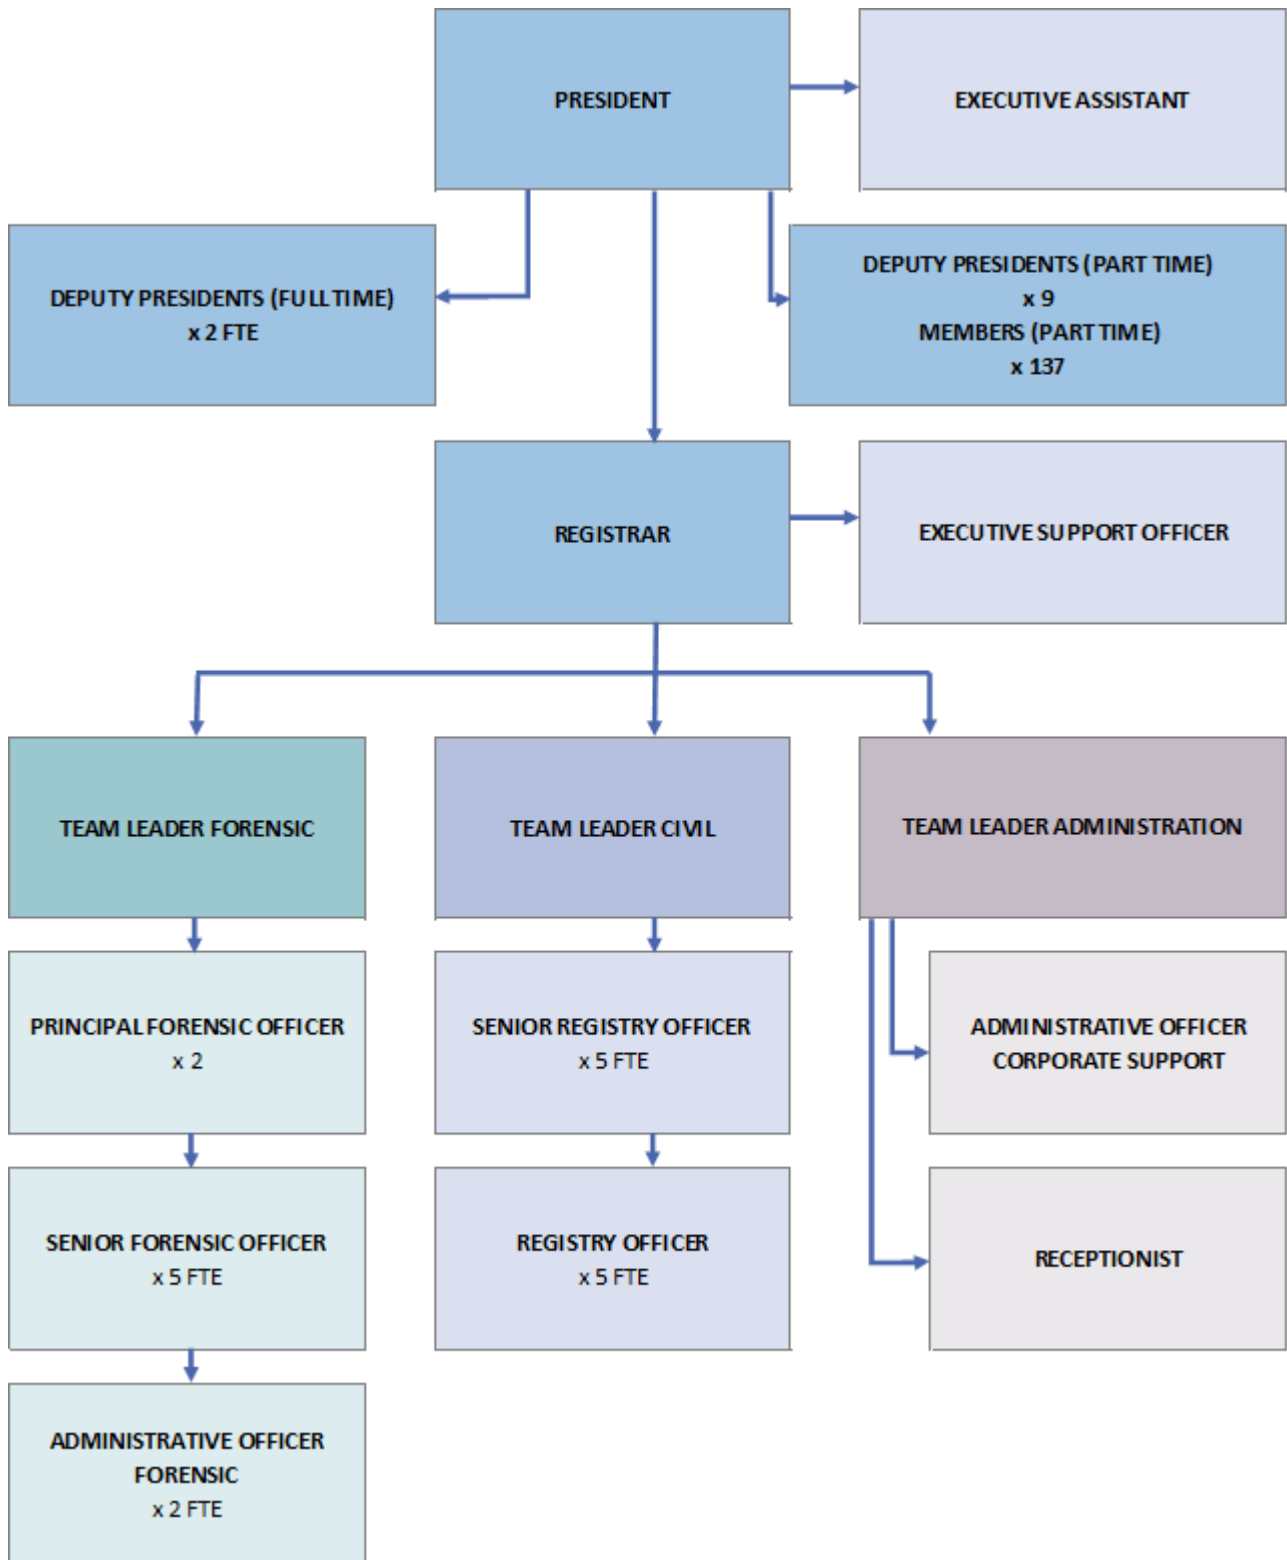 PRESIDENT
EXECUTIVE ASSISTANT
DEPUTY PRESIDENTS (FULL TIME)
x 2 FTE
DEPUTY PRESIDENTS (PART TIME)
x 9
MEMBERS (PART TIME)
x 137
REGISTRAR
EXECUTIVE SUPPORT OFFICER
TEAM LEADER FORENSIC
TEAM LEADER CIVIL
TEAM LEADER ADMINISTRATION
PRINCIPAL FORENSIC OFFICER
x 2
SENIOR REGISTRY OFFICER
x 5 FTE
ADMINISTRATIVE OFFICER
CORPORATE SUPPORT
SENIOR FORENSIC OFFICER
x 5 FTE
REGISTRY OFFICER
x 5 FTE
RECEPTIONIST
ADMINISTRATIVE OFFICER
FORENSIC
x 2 FTE